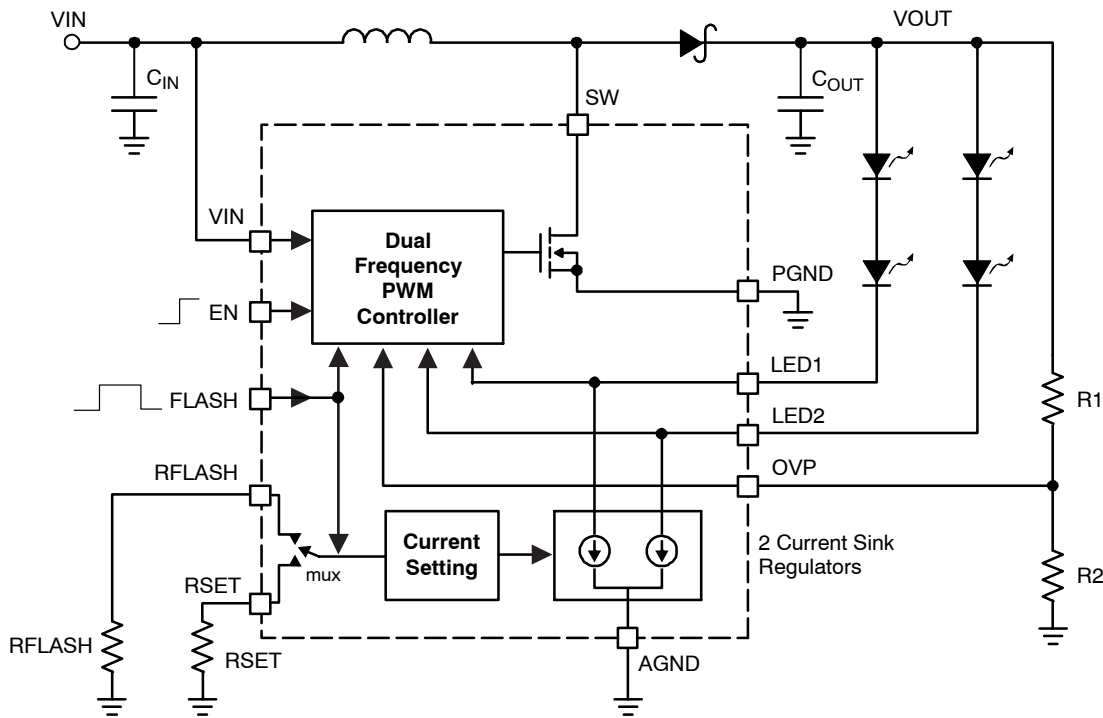 VIN
VOUT
CIN
COUT
SW
VIN
Dual
Frequency
PWM
Controller
PGND
EN
LED1
FLASH
R1
LED2
RFLASH
OVP
Current
Setting
2 Current Sink
Regulators
mux
RSET
R2
RFLASH
RSET
AGND